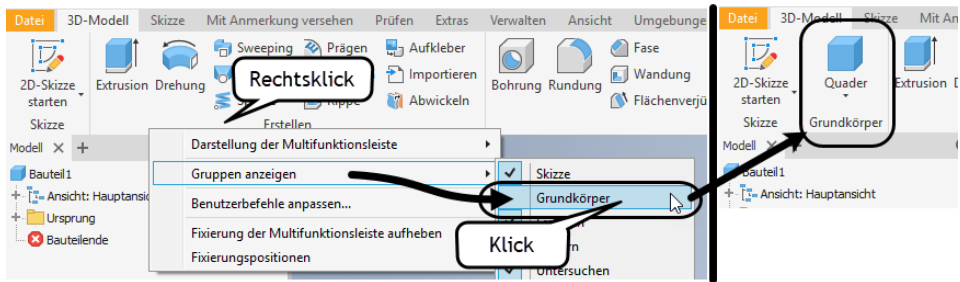 Datei 3D-Modell Skizze Mit Anmerkung versehen Prüfen Extras Verwalten Ansicht Umgebunge
Sweeping Prägen Aufkleber Fase
Importieren Wandung
Rippe Abwickeln Flächenverjü
2D-Skizze starten Extrusion Drehung Bohrung Rundung
Skizze Erstellen
Rechtsklick
Modell
Bauteil1
Ansicht: Hauptansic
Ursprung
Bauteilende
Darstellung der Multifunktionsleiste
Gruppen anzeigen
Benutzerbefehle anpassen...
Fixierung der Multifunktionsleiste aufheben
Fixierungspositionen
Skizze
Grundkörper
Untersuchen
Klick
Datei 3D-Modell Skizze Mit An
2D-Skizze starten Quader Extrusion D
Skizze Grundkörper
Modell
Bauteil1
Ansicht: Hauptansicht